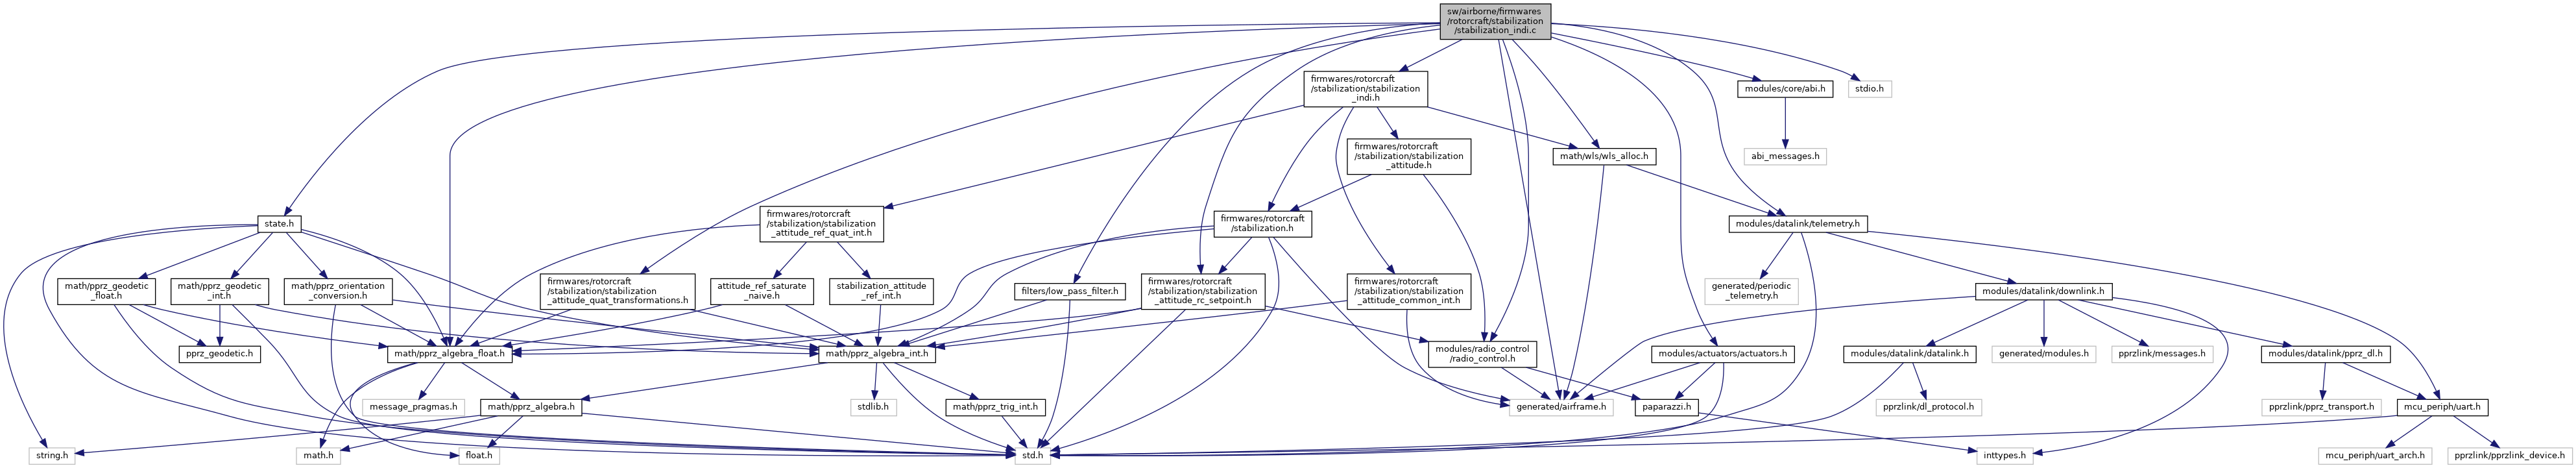 sw/airborne/firmwares
/rotorcraft/stabilization
/stabilization_indi.c
firmwares/rotorcraft
/stabilization/stabilization
_indi.h
modules/core/abi.h
stdio.h
firmwares/rotorcraft
/stabilization/stabilization
_attitude.h
math/wls/wls_alloc.h
abi_messages.h
state.h
firmwares/rotorcraft
/stabilization/stabilization
_attitude_ref_quat_int.h
firmwares/rotorcraft
/stabilization.h
modules/datalink/telemetry.h
math/pprz_geodetic
_float.h
math/pprz_geodetic
_int.h
math/pprz_orientation
_conversion.h
firmwares/rotorcraft
/stabilization/stabilization
_attitude_quat_transformations.h
attitude_ref_saturate
_naive.h
stabilization_attitude
_ref_int.h
filters/low_pass_filter.h
firmwares/rotorcraft
/stabilization/stabilization
_attitude_rc_setpoint.h
firmwares/rotorcraft
/stabilization/stabilization
_attitude_common_int.h
generated/periodic
_telemetry.h
modules/datalink/downlink.h
pprz_geodetic.h
math/pprz_algebra_float.h
math/pprz_algebra_int.h
modules/radio_control
/radio_control.h
modules/actuators/actuators.h
modules/datalink/datalink.h
generated/modules.h
pprzlink/messages.h
modules/datalink/pprz_dl.h
message_pragmas.h
math/pprz_algebra.h
stdlib.h
math/pprz_trig_int.h
generated/airframe.h
paparazzi.h
pprzlink/dl_protocol.h
pprzlink/pprz_transport.h
mcu_periph/uart.h
string.h
math.h
float.h
std.h
inttypes.h
mcu_periph/uart_arch.h
pprzlink/pprzlink_device.h